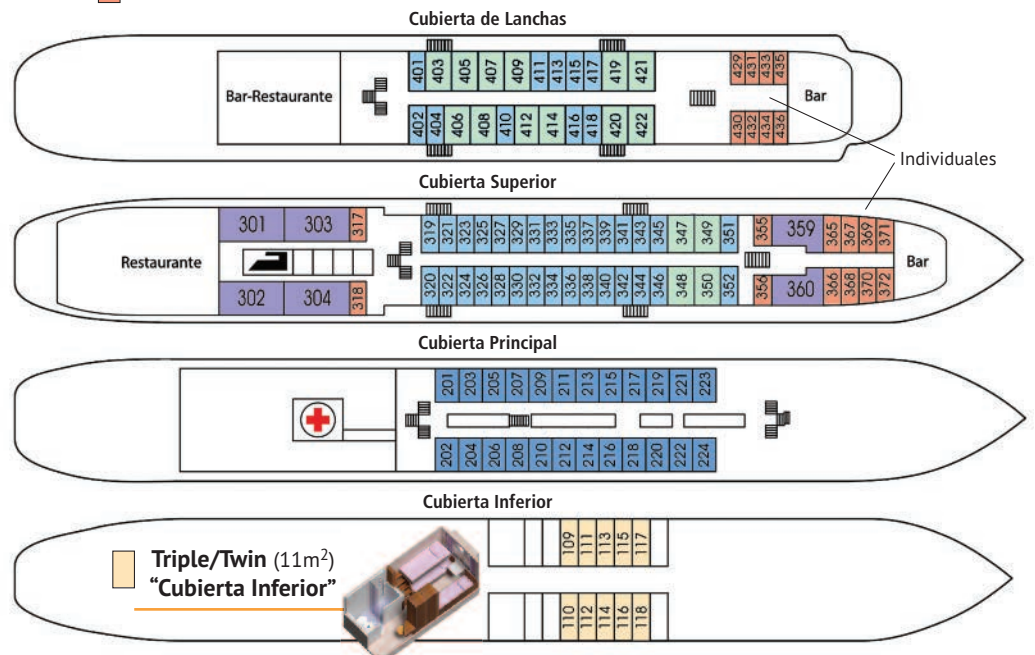 Cubierta de Lanchas
401 403 405 407 409 411 413 415 417 419 421 429 431 433 435
Bar-Restaurante
Bar
402 404 406 408 410 412 414 416 418 420 422 430 432 434 436
Individuales
Cubierta Superior
301 303 317 319 321 323 325 327 329 331 333 335 337 339 341 343 345 347 349 351 355 359 365 367 369 371
Restaurante
Bar
302 304 318 320 322 324 326 328 330 332 334 336 338 340 342 344 346 348 350 352 356 360 366 368 370 372
Cubierta Principal
201 203 205 207 209 211 213 215 217 219 221 223
202 204 206 208 210 212 214 216 218 220 222 224
Cubierta Inferior
109 111 113 115 117
Triple/Twin (11m²)
“Cubierta Inferior”
110 112 114 116 118